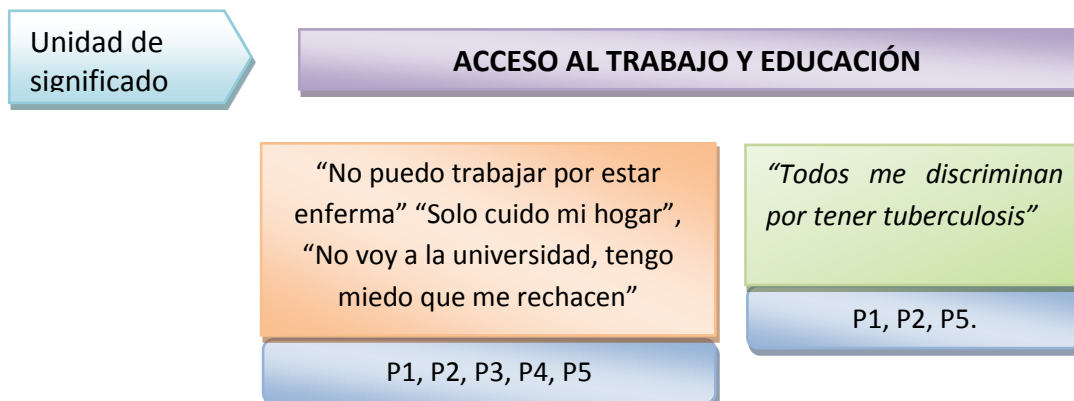 Unidad de
significado
ACCESO AL TRABAJO Y EDUCACIÓN
“No puedo trabajar por estar
enferma” “Solo cuido mi hogar”,
“No voy a la universidad, tengo
miedo que me rechacen”
P1, P2, P3, P4, P5
“Todos me discriminan
por tener tuberculosis”
P1, P2, P5.